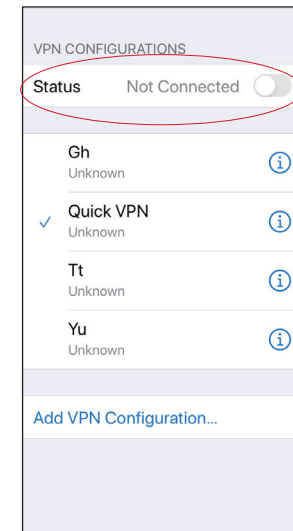 VPN CONFIGURATIONS
Status Not Connected
Gh
Unknown
Quick VPN
Unknown
Tt
Unknown
Yu
Unknown
Add VPN Configuration...